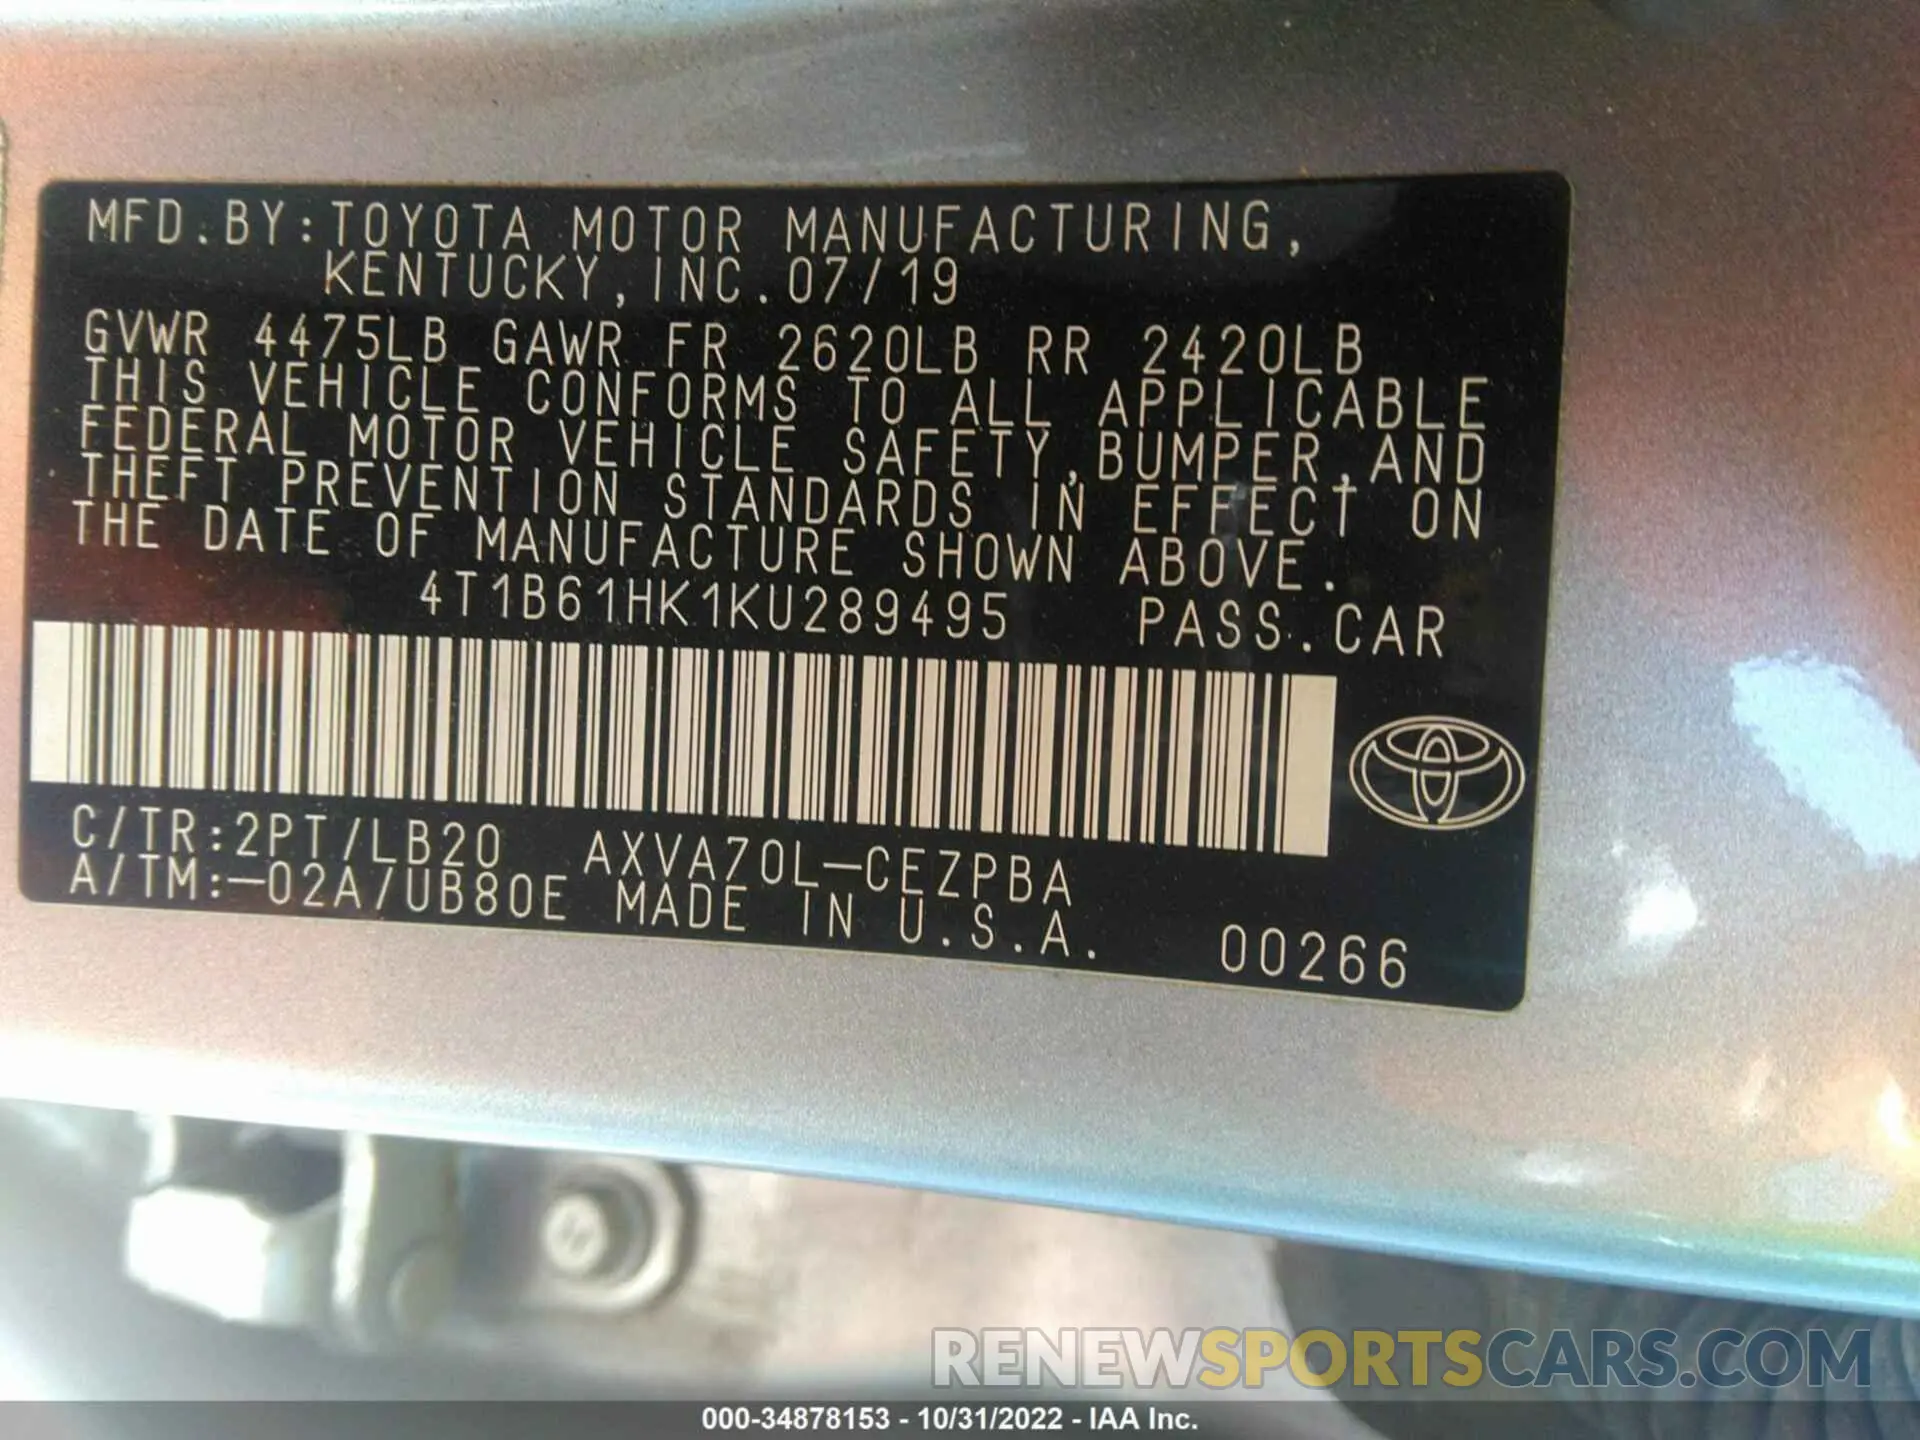 MFD.BY:TOYOTA MOTOR MANUFACTURING,
KENTUCKY,INC.07/19
GVWR 4475LB GAWR FR 2620LB RR 2420LB
THIS VEHICLE CONFORMS TO ALL APPLICABLE
FEDERAL MOTOR VEHICLE SAFETY,BUMPER,AND
THEFT PREVENTION STANDARDS IN EFFECT ON
THE DATE OF MANUFACTURE SHOWN ABOVE.
4T1B61HK1KU289495 PASS.CAR
C/TR:2PT/LB20 AXVA70L-CEZPBA
A/TM:-02A/UB80E MADE IN U.S.A. 00266
RENEWSPORTSCARS.COM
000-34878153 - 10/31/2022 - IAA Inc.